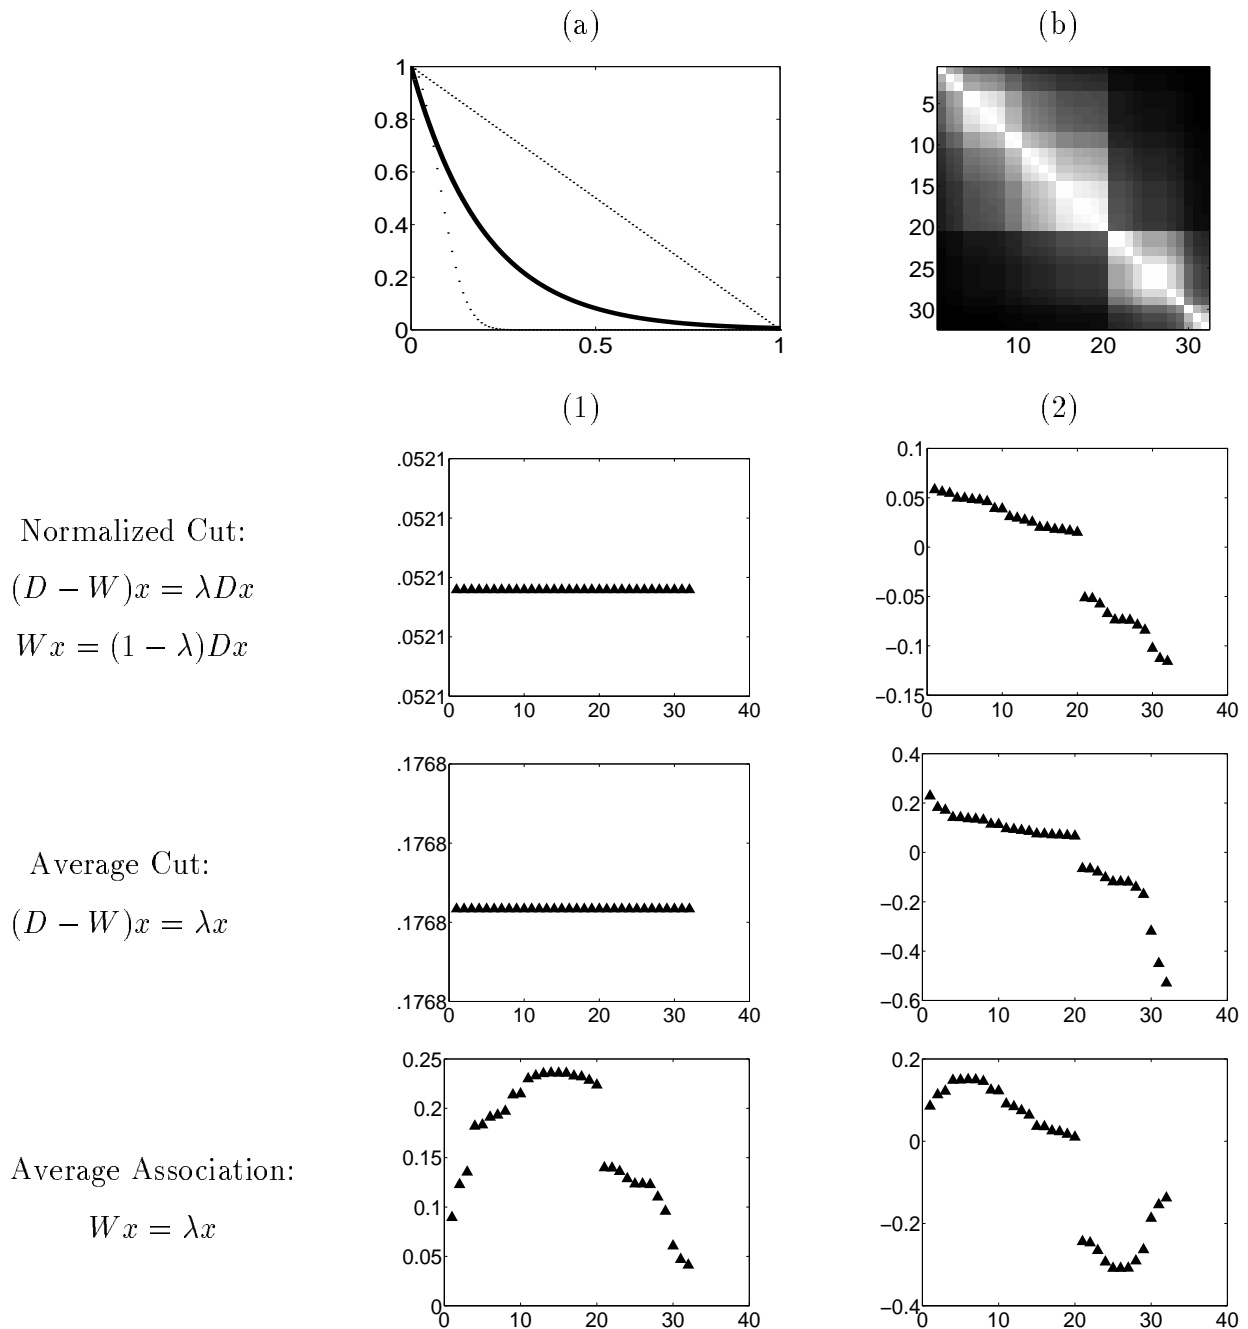 (a) (b)
1
0.8
0.6
0.4
0.2
0
0 0.5 1
5
10
15
20
25
30
10 20 30
(1) (2)
Normalized Cut:
(D − W)x = λDx
Wx = (1 − λ)Dx
.0521
.0521
.0521
.0521
.0521
0 10 20 30 40
0.1
0.05
0
−0.05
−0.1
−0.15
0 10 20 30 40
Average Cut:
(D − W)x = λx
.1768
.1768
.1768
.1768
0 10 20 30 40
0.4
0.2
0
−0.2
−0.4
−0.6
0 10 20 30 40
Average Association:
Wx = λx
0.25
0.2
0.15
0.1
0.05
0
0 10 20 30 40
0.2
0
−0.2
−0.4
0 10 20 30 40